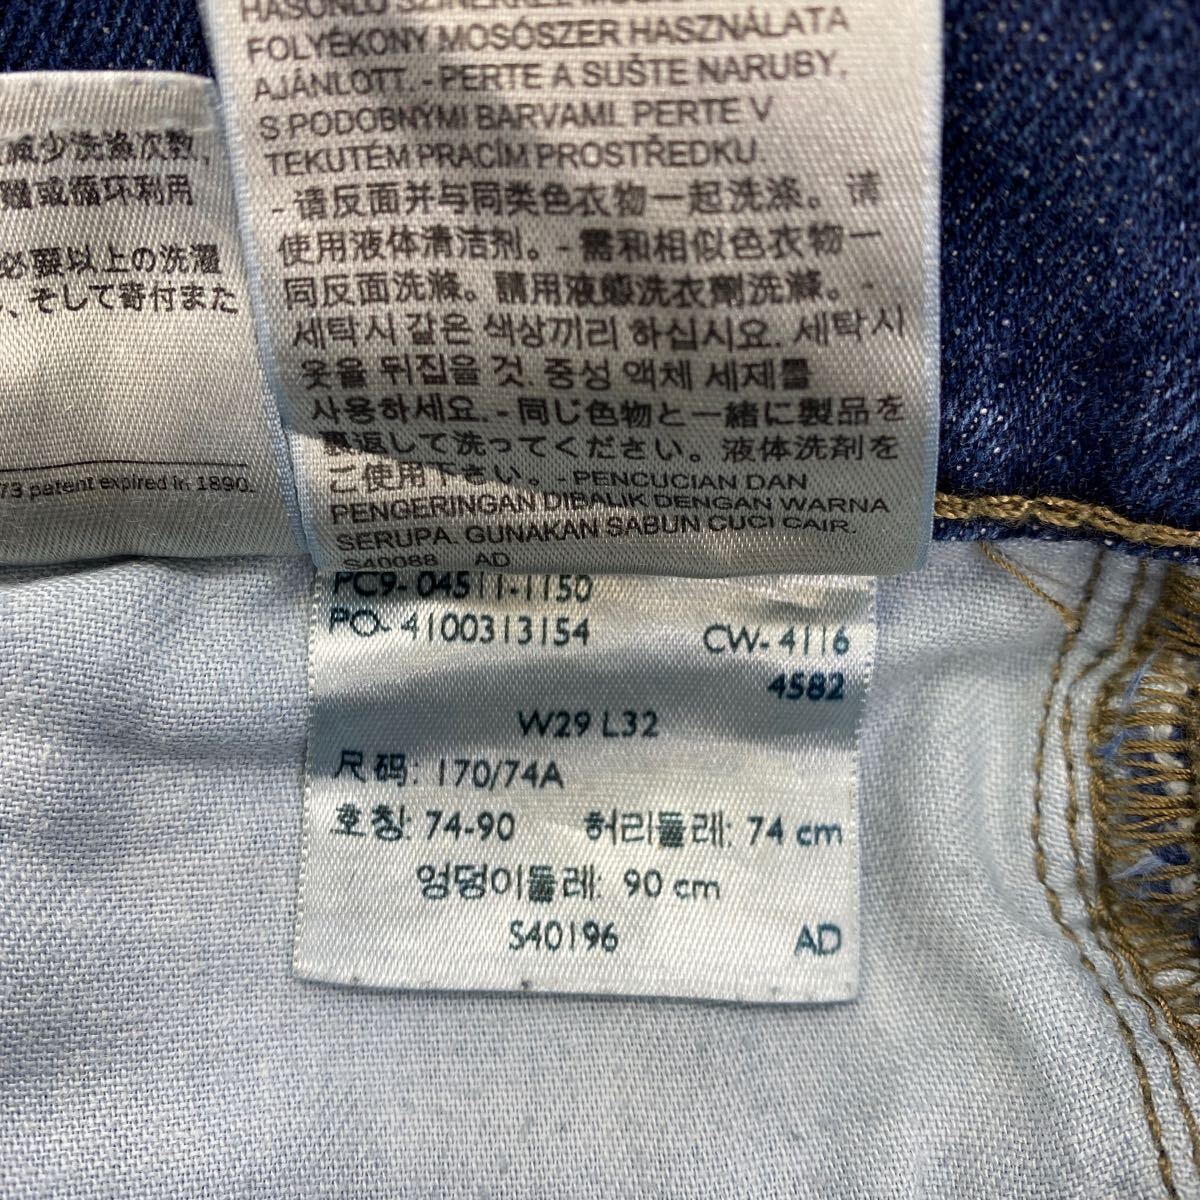 FOLYÉKONY MOSÓSZER HASZNÁLATA
AJÁNLOTT. - PERTE A SUŠTE NARUBY,
S PODOBNÝMI BARVAMI. PERTE V
TEKUTÉM PRACÍM PROSTŘEDKU.
- 请反面并与同类色衣物一起洗涤。请
使用液体清洁剂。- 需和相似色衣物一
同反面洗滌。請用液態洗衣劑洗滌。-
세탁시 같은 색상끼리 하십시요. 세탁시
옷을 뒤집을 것. 중성 액체 세제를
사용하세요. - 同じ色物と一緒に製品を
裏返して洗ってください。液体洗剤を
ご使用下さい。- PENCUCIAN DAN
PENGERINGAN DIBALIK DENGAN WARNA
SERUPA. GUNAKAN SABUN CUCI CAIR.
S40088 AD
减少洗涤次数,
或循环利用
必要以上の洗濯
、そして寄付また
73 patent expired in 1890.
PC9-04511-1150
PO-4100313154 CW-4116
4582
W29 L32
尺码: 170/74A
호칭: 74-90 허리둘레: 74 cm
엉덩이둘레: 90 cm
S40196 AD